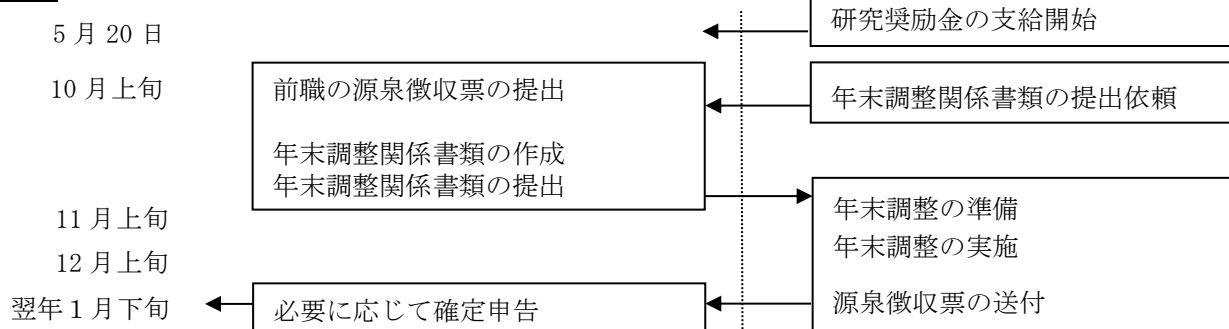 研究奨励金の支給開始
5月20日
10月上旬
前職の源泉徴収票の提出
年末調整関係書類の提出依頼
年末調整関係書類の作成
年末調整関係書類の提出
11月上旬
年末調整の準備
12月上旬
年末調整の実施
翌年1月下旬
必要に応じて確定申告
源泉徴収票の送付